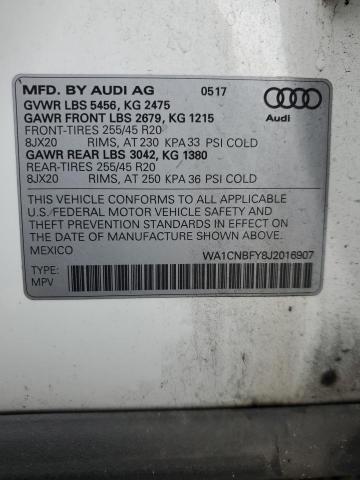 MFD. BY AUDI AG 05 17
GVWR LBS 5456, KG 2475
GAWR FRONT LBS 2679, KG 1215
FRONT-TIRES 255/45 R20
8JX20 RIMS, AT 230 KPA 33 PSI COLD
GAWR REAR LBS 3042, KG 1380
REAR-TIRES 255/45 R20
8JX20 RIMS, AT 250 KPA 36 PSI COLD
Audi
THIS VEHICLE CONFORMS TO ALL APPLICABLE
U.S. FEDERAL MOTOR VEHICLE SAFETY AND
THEFT PREVENTION STANDARDS IN EFFECT ON
THE DATE OF MANUFACTURE SHOWN ABOVE.
MEXICO WA1CNBFY8J2016907
TYPE:
MPV